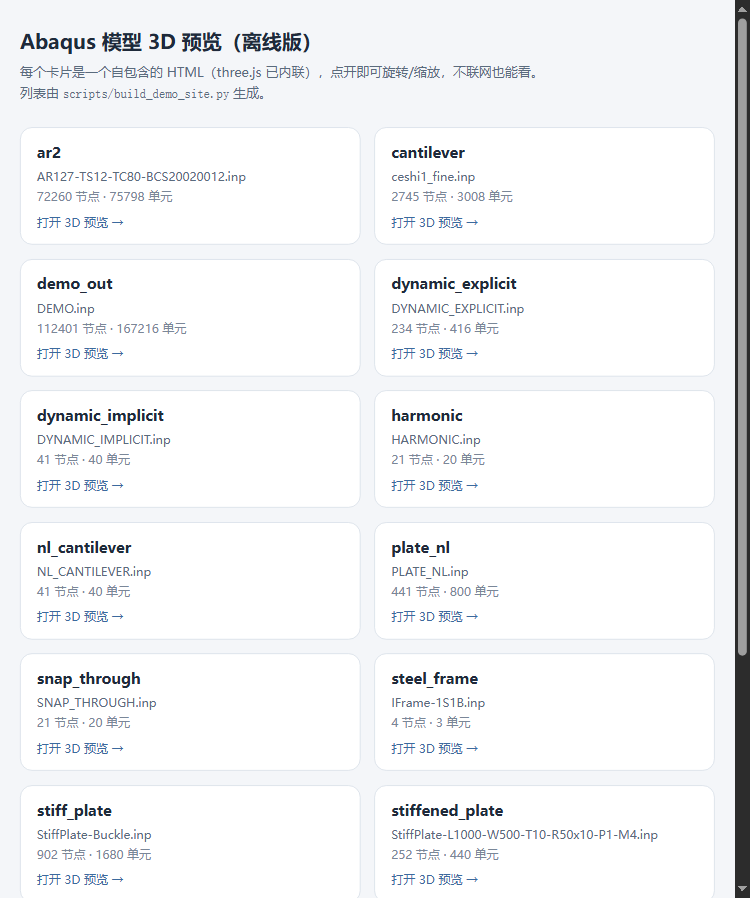 Abaqus 模型 3D 预览（离线版）
每个卡片是一个自包含的 HTML（three.js 已内联），点开即可旋转/缩放，不联网也能看。
列表由 scripts/build_demo_site.py 生成。
ar2
AR127-TS12-TC80-BCS20020012.inp
72260 节点 · 75798 单元
打开 3D 预览 →
cantilever
ceshi1_fine.inp
2745 节点 · 3008 单元
打开 3D 预览 →
demo_out
DEMO.inp
112401 节点 · 167216 单元
打开 3D 预览 →
dynamic_explicit
DYNAMIC_EXPLICIT.inp
234 节点 · 416 单元
打开 3D 预览 →
dynamic_implicit
DYNAMIC_IMPLICIT.inp
41 节点 · 40 单元
打开 3D 预览 →
harmonic
HARMONIC.inp
21 节点 · 20 单元
打开 3D 预览 →
nl_cantilever
NL_CANTILEVER.inp
41 节点 · 40 单元
打开 3D 预览 →
plate_nl
PLATE_NL.inp
441 节点 · 800 单元
打开 3D 预览 →
snap_through
SNAP_THROUGH.inp
21 节点 · 20 单元
打开 3D 预览 →
steel_frame
IFrame-1S1B.inp
4 节点 · 3 单元
打开 3D 预览 →
stiff_plate
StiffPlate-Buckle.inp
902 节点 · 1680 单元
打开 3D 预览 →
stiffened_plate
StiffPlate-L1000-W500-T10-R50x10-P1-M4.inp
252 节点 · 440 单元
打开 3D 预览 →